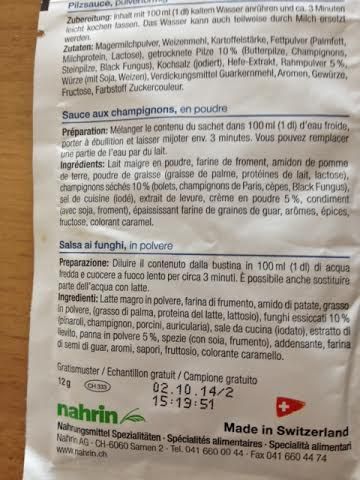 Pilzsauce, pulverförmig
Zubereitung: Inhalt mit 100 ml (1 dl) kaltem Wasser anrühren und ca. 3 Minuten
leicht kochen lassen. Das Wasser kann auch teilweise durch Milch ersetzt
werden.
Zutaten: Magermilchpulver, Weizenmehl, Kartoffelstärke, Fettpulver (Palmfett,
Milchprotein, Lactose), getrocknete Pilze 10% (Butterpilze, Champignons,
Steinpilze, Black Fungus), Kochsalz (jodiert), Hefe-Extrakt, Rahmpulver 5%,
Würze (mit Soja, Weizen), Verdickungsmittel Guarkernmehl, Aromen, Gewürze,
Fructose, Farbstoff Zuckercouleur.
Sauce aux champignons, en poudre
Préparation: Mélanger le contenu du sachet dans 100 ml (1 dl) d'eau froide,
porter à ébullition et laisser mijoter env. 3 minutes. Vous pouvez remplacer
une partie de l'eau par du lait.
Ingrédients: Lait maigre en poudre, farine de froment, amidon de pomme
de terre, poudre de graisse (graisse de palme, protéines de lait, lactose),
champignons séchés 10% (bolets, champignons de Paris, cèpes, Black Fungus),
sel de cuisine (iodé), extrait de levure, crème en poudre 5%, condiment
(avec soja, froment), épaississant farine de graines de guar, arômes, épices,
fructose, colorant caramel.
Salsa ai funghi, in polvere
Preparazione: Diluire il contenuto dalla bustina in 100 ml (1 dl) di acqua
fredda e cuocere a fuoco lento per circa 3 minuti. È possibile anche sostituire
parte dell'acqua con latte.
Ingredienti: Latte magro in polvere, farina di frumento, amido di patate, grasso
in polvere, (grasso di palma, proteina del latte, lattosio), funghi essiccati 10%
(pinaroli, champignon, porcini, auricularia), sale da cucina (iodato), estratto di
lievito, panna in polvere 5%, spezie (con soia, frumento), addensante, farina
di semi di guar, aromi, sapori, fruttosio, colorante caramello.
Gratismuster / Echantillon gratuit / Campione gratuito
12 g CH 333
02.10.14/2
15:19:51
nahrin
Made in Switzerland
Nahrungsmittel Spezialitäten · Spécialités alimentaires · Specialità alimentari
Nahrin AG · CH-6060 Sarnen 2 · Tel. 041 660 00 44 · Fax 041 660 44 74
www.nahrin.ch